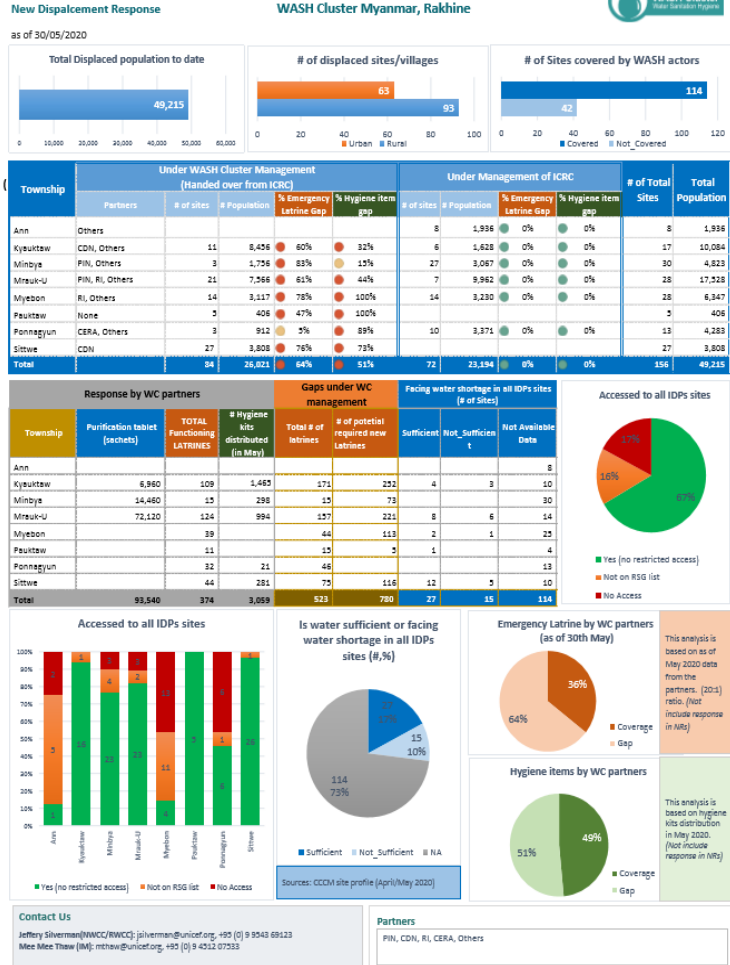 New Dispalcement Response
WASH Cluster Myanmar, Rakhine
Water Sanitation Hygiene
as of 30/05/2020
Total Displaced population to date
49,215
0 10,000 20,000 30,000 40,000 50,000 60,000
# of displaced sites/villages
63
93
0 20 40 60 80 100
Urban Rural
# of Sites covered by WASH actors
114
42
0 20 40 60 80 100 120
Covered Not_Covered
Township
Under WASH Cluster Management
(Handed over from ICRC)
Under Management of ICRC
# of Total Sites
Total Population
Partners # of sites # Population % Emergency Latrine Gap % Hygiene item gap # of sites # Population % Emergency Latrine Gap % Hygiene item gap
Ann Others 8 1,936 0% 0% 8 1,936
Kyauktaw CDN, Others 11 8,456 60% 32% 6 1,628 0% 0% 17 10,084
Minbya PIN, Others 3 1,756 83% 15% 27 3,067 0% 0% 30 4,823
Mrauk-U PIN, RI, Others 21 7,566 61% 44% 7 9,962 0% 0% 28 17,528
Myebon RI, Others 14 3,117 78% 100% 14 3,230 0% 0% 28 6,347
Pauktaw None 5 406 47% 100% 5 406
Ponnagyun CERA, Others 3 912 5% 89% 10 3,371 0% 0% 13 4,283
Sittwe CDN 27 3,808 76% 73% 27 3,808
Total 84 26,021 64% 51% 72 23,194 0% 0% 156 49,215
Response by WC partners
Gaps under WC management
Facing water shortage in all IDPs sites (# of Sites)
Township
Purification tablet (sachets)
TOTAL Functioning LATRINES
# Hygiene kits distributed (in May)
Total # of latrines
# of potetial required new Latrines
Sufficient Not_Sufficient Not Available Data
Ann 8
Kyauktaw 6,960 109 1,465 171 252 4 3 10
Minbya 14,460 15 298 15 73 30
Mrauk-U 72,120 124 994 157 221 8 6 14
Myebon 39 44 113 2 1 25
Pauktaw 11 15 5 1 4
Ponnagyun 32 21 46 13
Sittwe 44 281 75 116 12 5 10
Total 93,540 374 3,059 523 780 27 15 114
Accessed to all IDPs sites
17%
16%
67%
Yes (no restricted access)
Not on RSG list
No Access
Accessed to all IDPs sites
100%
90%
80%
70%
60%
50%
40%
30%
20%
10%
0%
2 5 1
1 16
3 4 23
3 2 23
13 11 4
5
6 1 6
1 26
Ann Kyauktaw Minbya Mrauk-U Myebon Pauktaw Ponnagyun Sittwe
Yes (no restricted access) Not on RSG list No Access
Is water sufficient or facing
water shortage in all IDPs
sites (#,%)
27
17%
15
10%
114
73%
Sufficient Not_Sufficient NA
Sources: CCCM site profile (April/May 2020)
Emergency Latrine by WC partners
(as of 30th May)
36%
64%
Coverage
Gap
This analysis is
based on as of
May 2020 data
from the
partners. (20:1)
ratio. (Not
include response
in NRs)
Hygiene items by WC partners
49%
51%
Coverage
Gap
This analysis is
based on hygiene
kits distribution
in May 2020.
(Not include
response in NRs)
Contact Us
Jeffery Silverman(NWCC/RWCC): jsilverman@unicef.org, +95 (0) 9 9543 69123
Mee Mee Thaw (IM): mthaw@unicef.org, +95 (0) 9 4512 07533
Partners
PIN, CDN, RI, CERA, Others